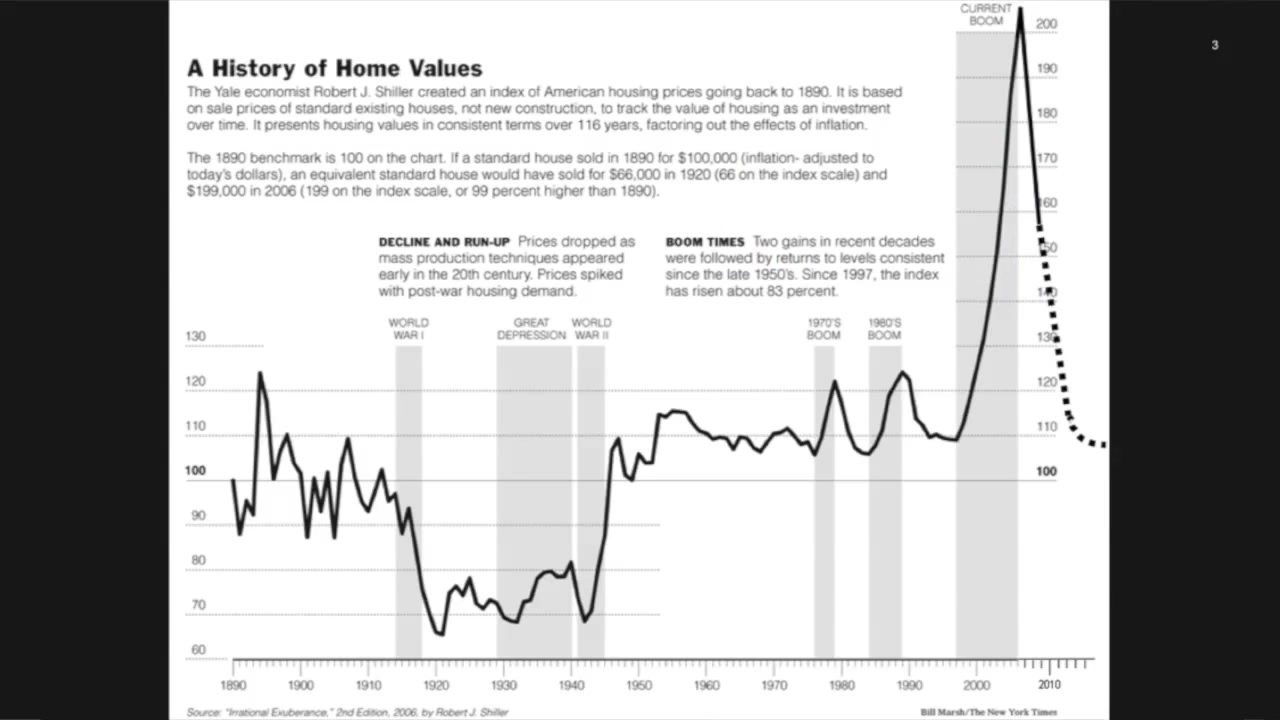 CURRENT
BOOM
3
A History of Home Values
The Yale economist Robert J. Shiller created an index of American housing prices going back to 1890. It is based
on sale prices of standard existing houses, not new construction, to track the value of housing as an investment
over time. It presents housing values in consistent terms over 116 years, factoring out the effects of inflation.
The 1890 benchmark is 100 on the chart. If a standard house sold in 1890 for $100,000 (inflation- adjusted to
today's dollars), an equivalent standard house would have sold for $66,000 in 1920 (66 on the index scale) and
$199,000 in 2006 (199 on the index scale, or 99 percent higher than 1890).
DECLINE AND RUN-UP Prices dropped as
mass production techniques appeared
early in the 20th century. Prices spiked
with post-war housing demand.
BOOM TIMES Two gains in recent decades
were followed by returns to levels consistent
since the late 1950's. Since 1997, the index
has risen about 83 percent.
WORLD
WAR I
GREAT
DEPRESSION
WORLD
WAR II
1970'S
BOOM
1980'S
BOOM
200
190
180
170
160
150
140
130
120
110
100
130
120
110
100
90
80
70
60
1890 1900 1910 1920 1930 1940 1950 1960 1970 1980 1990 2000 2010
Source: "Irrational Exuberance," 2nd Edition, 2006, by Robert J. Shiller
Bill Marsh/The New York Times